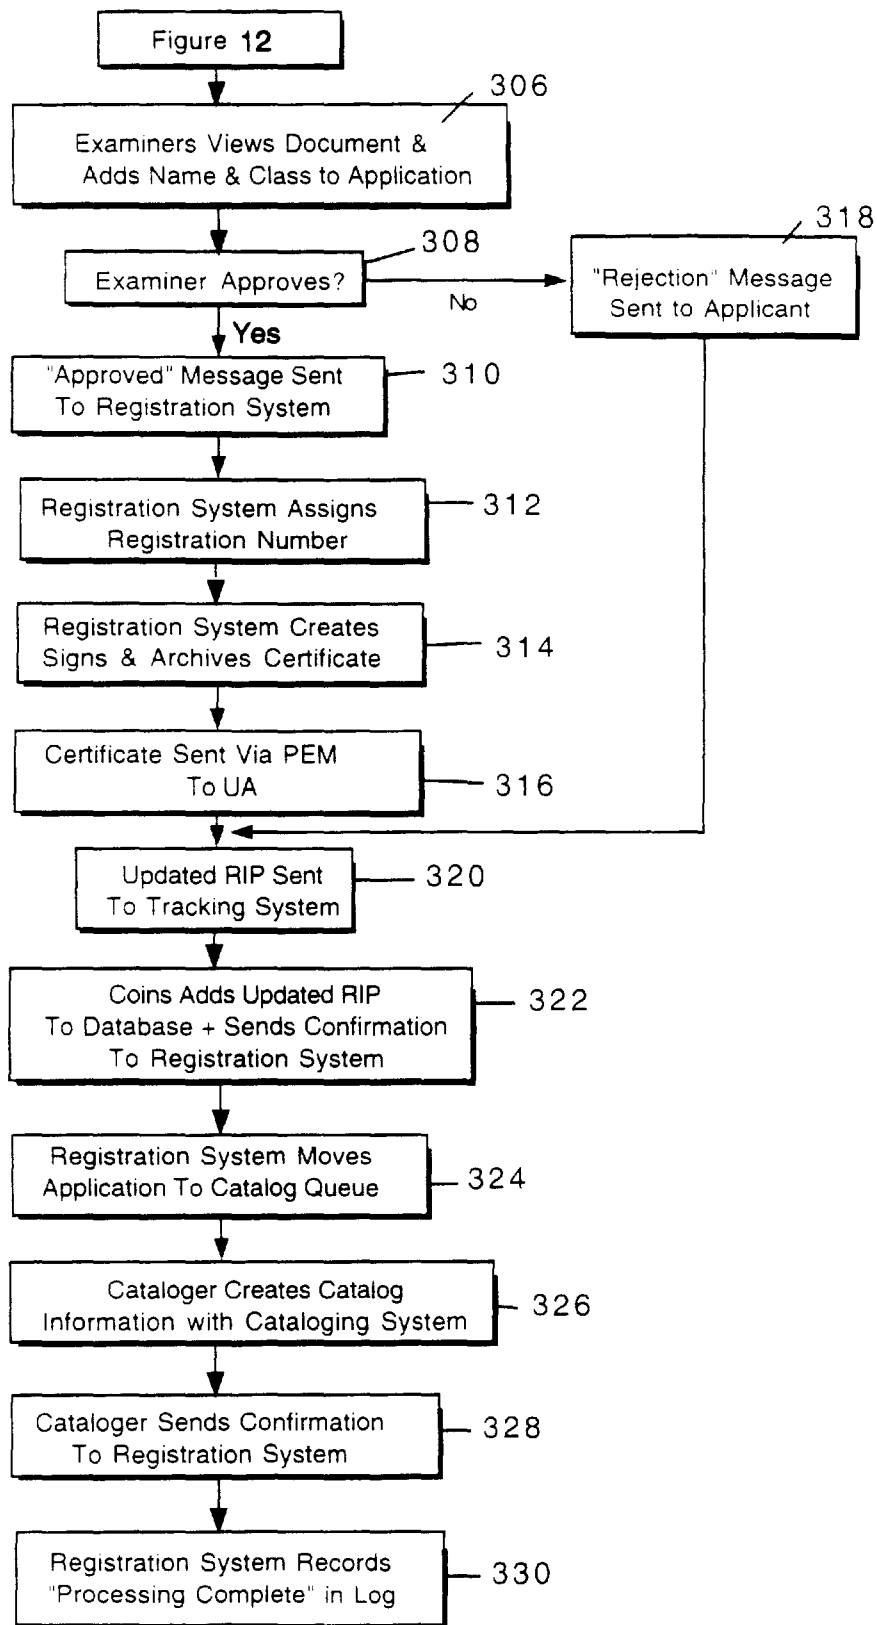 Figure 12
306
Examiners Views Document &
Adds Name & Class to Application
308
Examiner Approves?
No
318
"Rejection" Message
Sent to Applicant
Yes
"Approved" Message Sent
To Registration System
310
Registration System Assigns
Registration Number
312
Registration System Creates
Signs & Archives Certificate
314
Certificate Sent Via PEM
To UA
316
Updated RIP Sent
To Tracking System
320
Coins Adds Updated RIP
To Database + Sends Confirmation
To Registration System
322
Registration System Moves
Application To Catalog Queue
324
Cataloger Creates Catalog
Information with Cataloging System
326
Cataloger Sends Confirmation
To Registration System
328
Registration System Records
"Processing Complete" in Log
330